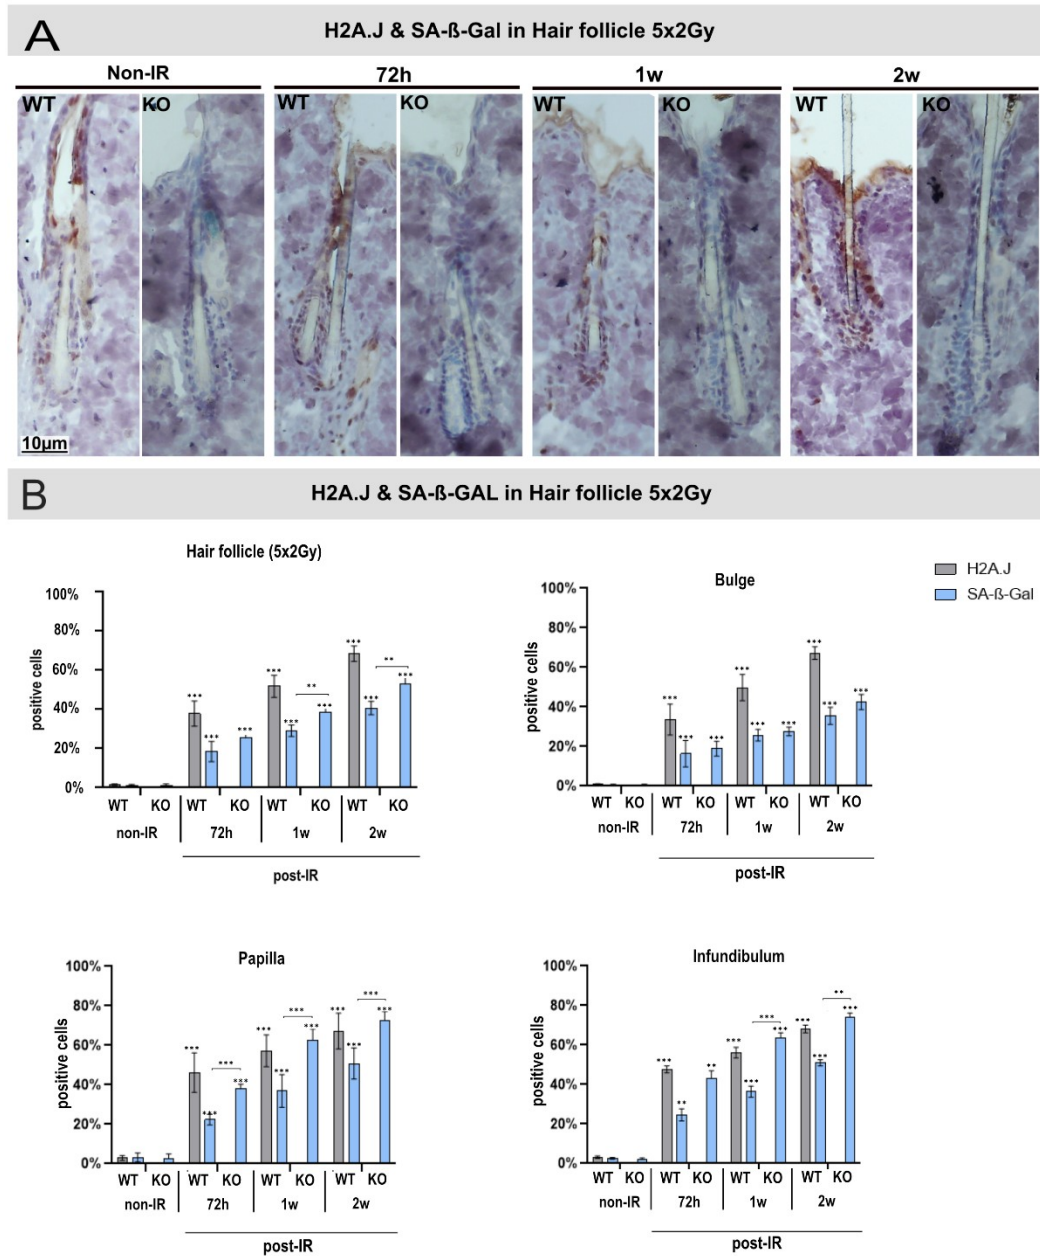 A
H2A.J & SA-ß-Gal in Hair follicle 5x2Gy
Non-IR 72h 1w 2w
WT KO WT KO WT KO WT KO
10µm
B
H2A.J & SA-ß-GAL in Hair follicle 5x2Gy
Hair follicle (5x2Gy)
positive cells
100%
80%
60%
40%
20%
0%
*** *** *** *** *** *** ** *** *** *** ** ***
WT KO WT KO WT KO WT KO
non-IR 72h 1w 2w
post-IR
Bulge
positive cells
100%
80%
60%
40%
20%
0%
*** *** *** *** *** *** *** *** ***
WT KO WT KO WT KO WT KO
non-IR 72h 1w 2w
post-IR
H2A.J
SA-ß-Gal
Papilla
positive cells
100%
80%
60%
40%
20%
0%
*** *** *** *** *** *** *** *** *** *** *** ***
WT KO WT KO WT KO WT KO
non-IR 72h 1w 2w
post-IR
Infundibulum
positive cells
100%
80%
60%
40%
20%
0%
*** ** ** *** *** *** *** *** *** ** ***
WT KO WT KO WT KO WT KO
non-IR 72h 1w 2w
post-IR